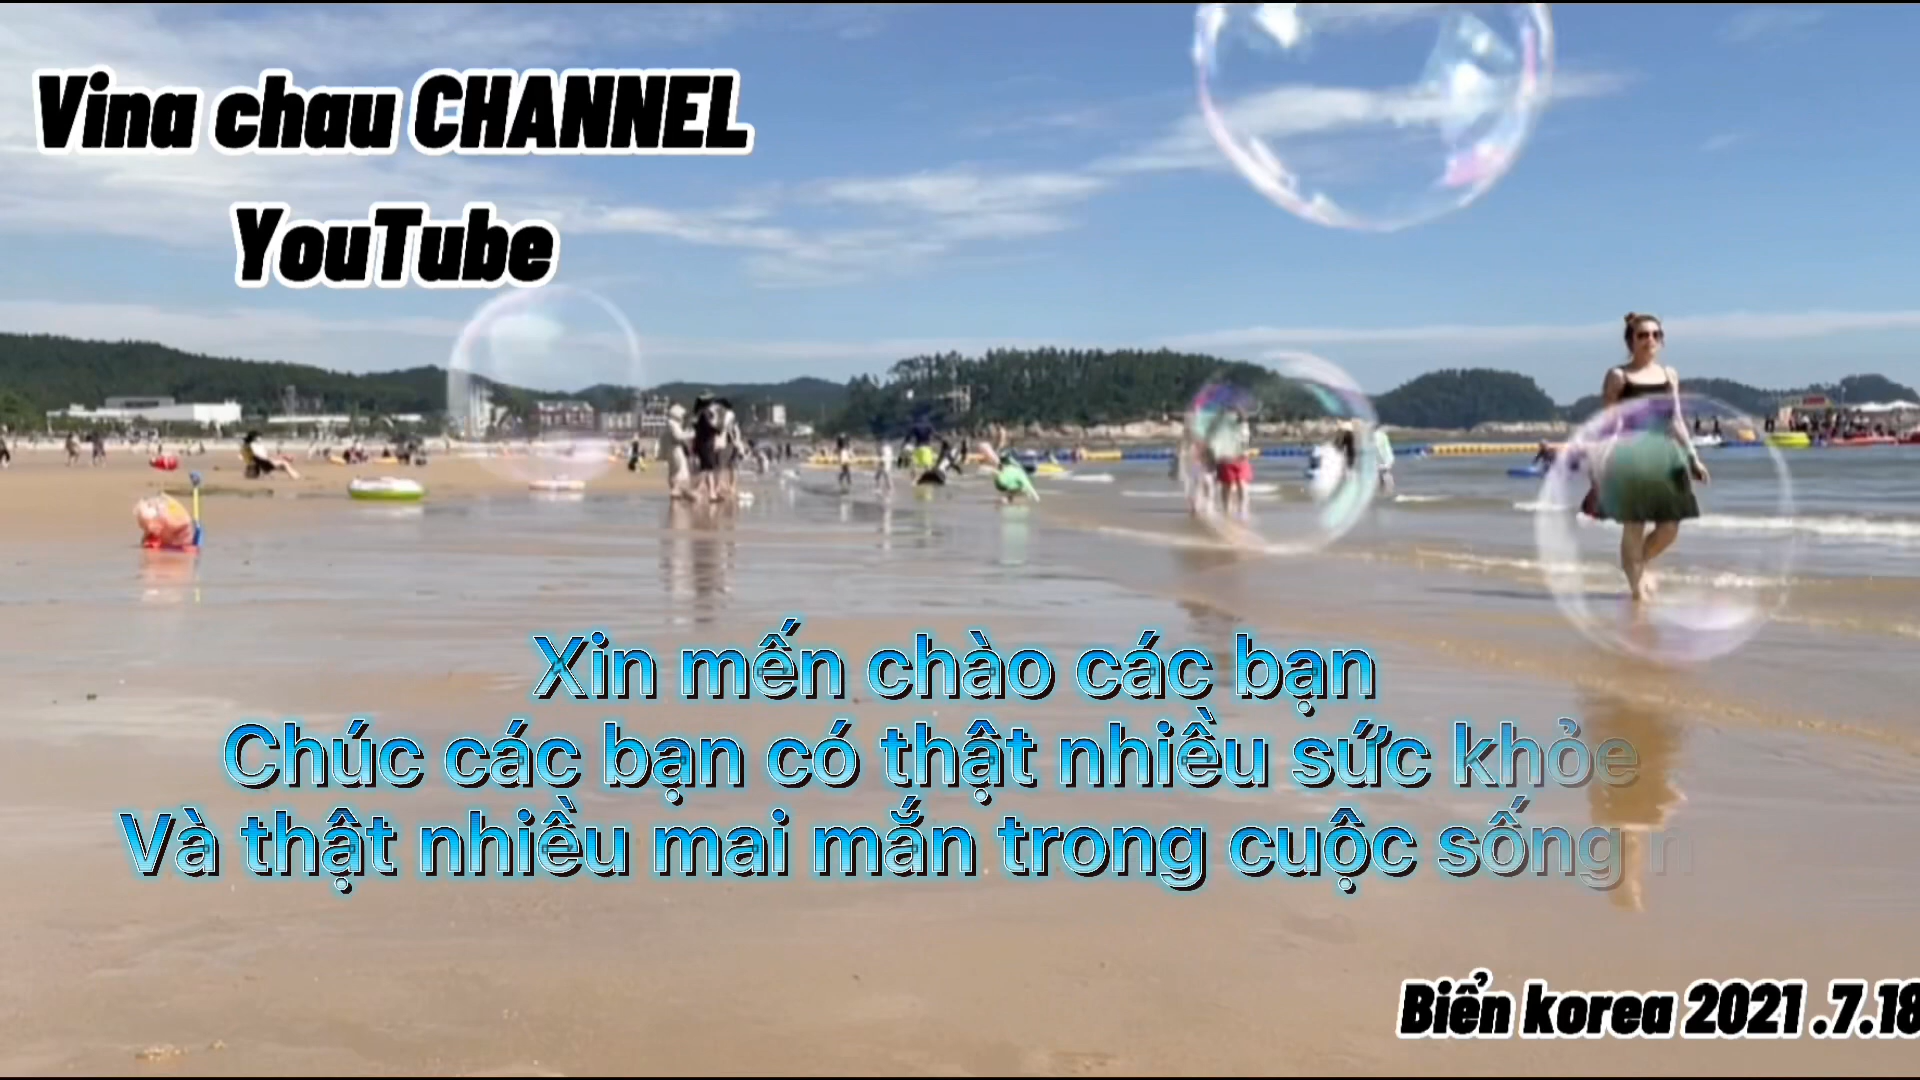 Vina chau CHANNEL
YouTube
Xin mến chào các bạn
Chúc các bạn có thật nhiều sức khỏe
Và thật nhiều mai mắn trong cuộc sống
Biển korea 2021 .7.18